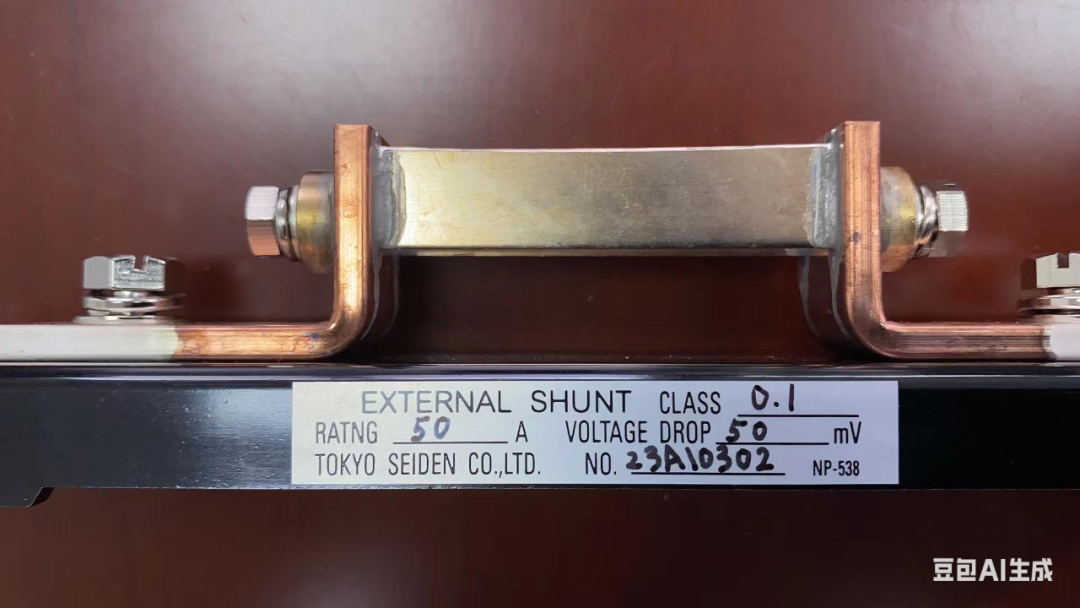 EXTERNAL SHUNT CLASS 0.1
RATNG 50 A VOLTAGE DROP 50 mV
TOKYO SEIDEN CO.,LTD. NO. 23A10302 NP-538
豆包AI生成